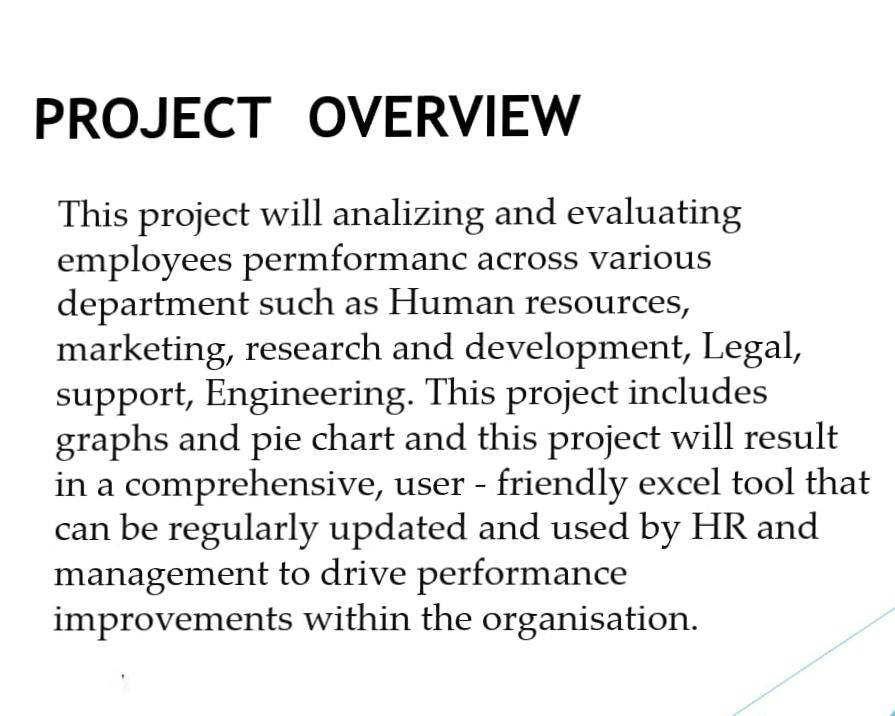 PROJECT OVERVIEW
This project will analizing and evaluating
employees permformanc across various
department such as Human resources,
marketing, research and development, Legal,
support, Engineering. This project includes
graphs and pie chart and this project will result
in a comprehensive, user - friendly excel tool that
can be regularly updated and used by HR and
management to drive performance
improvements within the organisation.